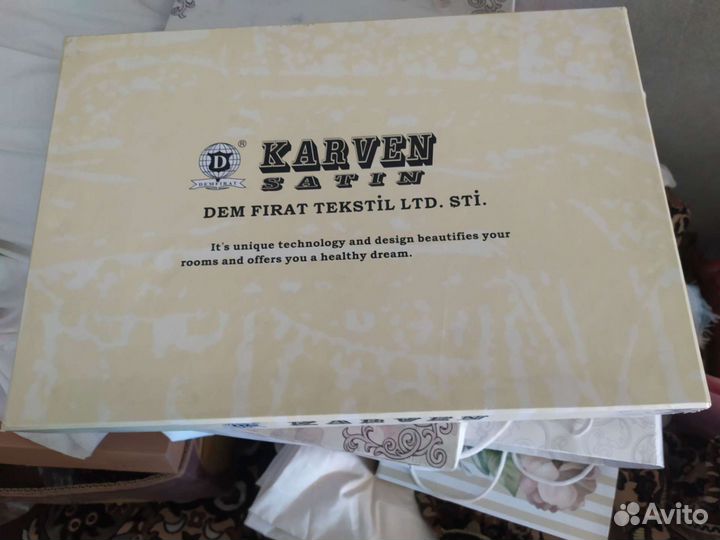 D
DEMFIRAT
®
KARVEN
SATIN
DEM FIRAT TEKSTİL LTD. STİ.
It's unique technology and design beautifies your
rooms and offers you a healthy dream.
KARVEN
Avito